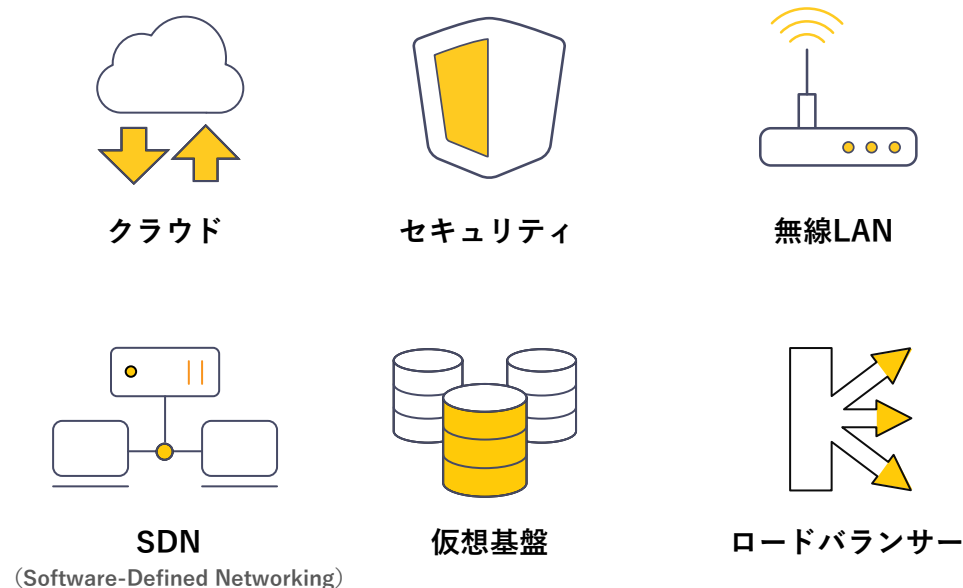 クラウド
セキュリティ
無線LAN
SDN
（Software-Defined Networking）
仮想基盤
ロードバランサー